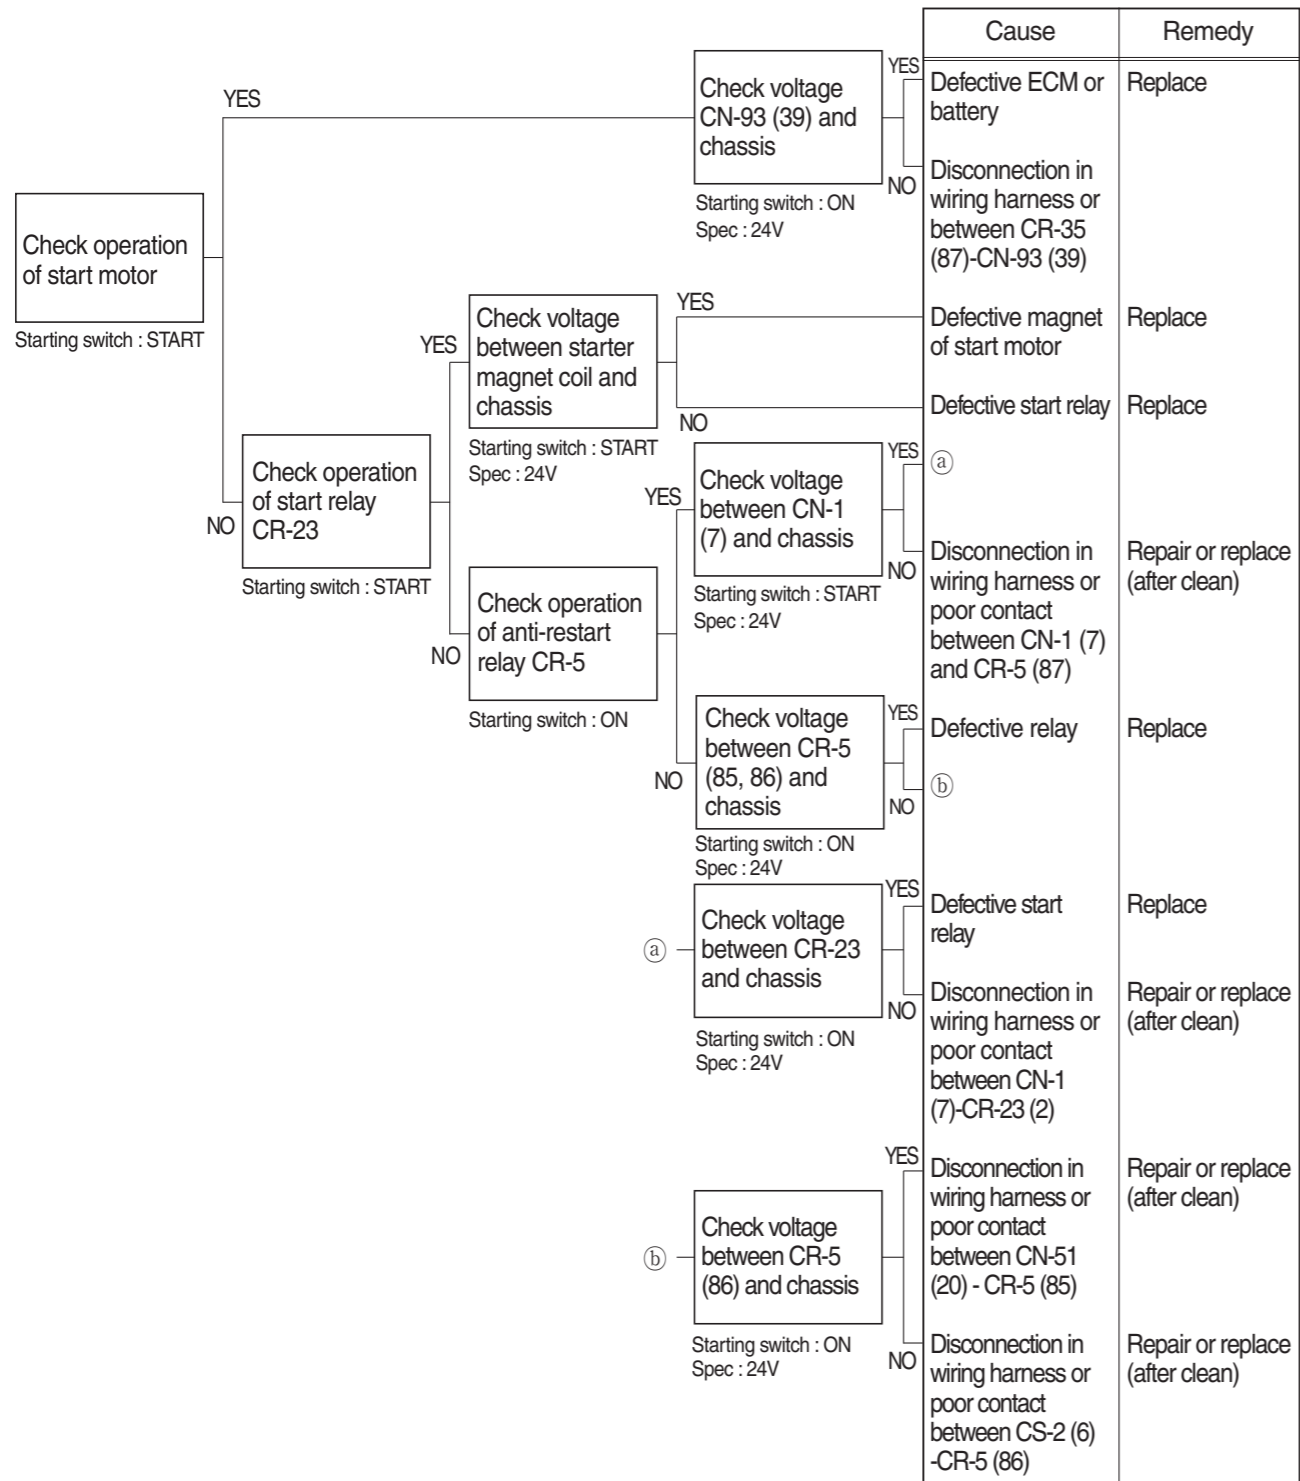 Cause
Remedy
YES
Check voltage
CN-93 (39) and
chassis
Starting switch : ON
Spec : 24V
YES
Defective ECM or
battery
Replace
NO
Disconnection in
wiring harness or
between CR-35
(87)-CN-93 (39)
Check operation
of start motor
Starting switch : START
YES
Check voltage
between starter
magnet coil and
chassis
Starting switch : START
Spec : 24V
YES
Defective magnet
of start motor
Replace
NO
Defective start relay
Replace
NO
Check operation
of start relay
CR-23
Starting switch : START
NO
Check operation
of anti-restart
relay CR-5
Starting switch : ON
YES
Check voltage
between CN-1
(7) and chassis
Starting switch : START
Spec : 24V
YES
ⓐ
NO
Disconnection in
wiring harness or
poor contact
between CN-1 (7)
and CR-5 (87)
Repair or replace
(after clean)
NO
Check voltage
between CR-5
(85, 86) and
chassis
Starting switch : ON
Spec : 24V
YES
Defective relay
Replace
NO
ⓑ
ⓐ
Check voltage
between CR-23
and chassis
Starting switch : ON
Spec : 24V
YES
Defective start
relay
Replace
NO
Disconnection in
wiring harness or
poor contact
between CN-1
(7)-CR-23 (2)
Repair or replace
(after clean)
ⓑ
Check voltage
between CR-5
(86) and chassis
Starting switch : ON
Spec : 24V
YES
Disconnection in
wiring harness or
poor contact
between CN-51
(20) - CR-5 (85)
Repair or replace
(after clean)
NO
Disconnection in
wiring harness or
poor contact
between CS-2 (6)
-CR-5 (86)
Repair or replace
(after clean)